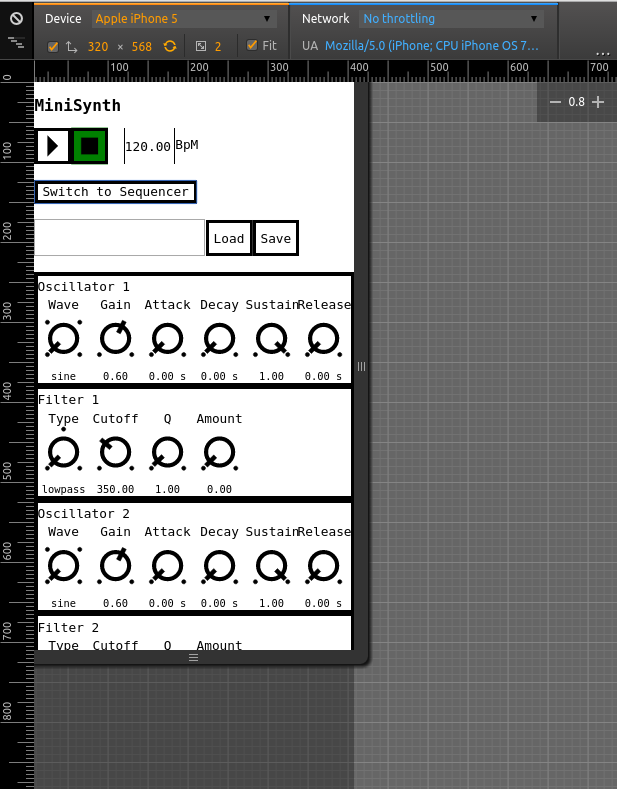 Device Apple iPhone 5 ▼ Network No throttling ▼
320 × 568 2 Fit UA Mozilla/5.0 (iPhone; CPU iPhone OS 7... ...
0 100 200 300 400 500 600 700
0.8
MiniSynth
120.00 BpM
Switch to Sequencer
Load Save
Oscillator 1
Wave Gain Attack Decay Sustain Release
sine 0.60 0.00 s 0.00 s 1.00 0.00 s
Filter 1
Type Cutoff Q Amount
lowpass 350.00 1.00 0.00
Oscillator 2
Wave Gain Attack Decay Sustain Release
sine 0.60 0.00 s 0.00 s 1.00 0.00 s
Filter 2
Type Cutoff Q Amount
0
100
200
300
400
500
600
700
800